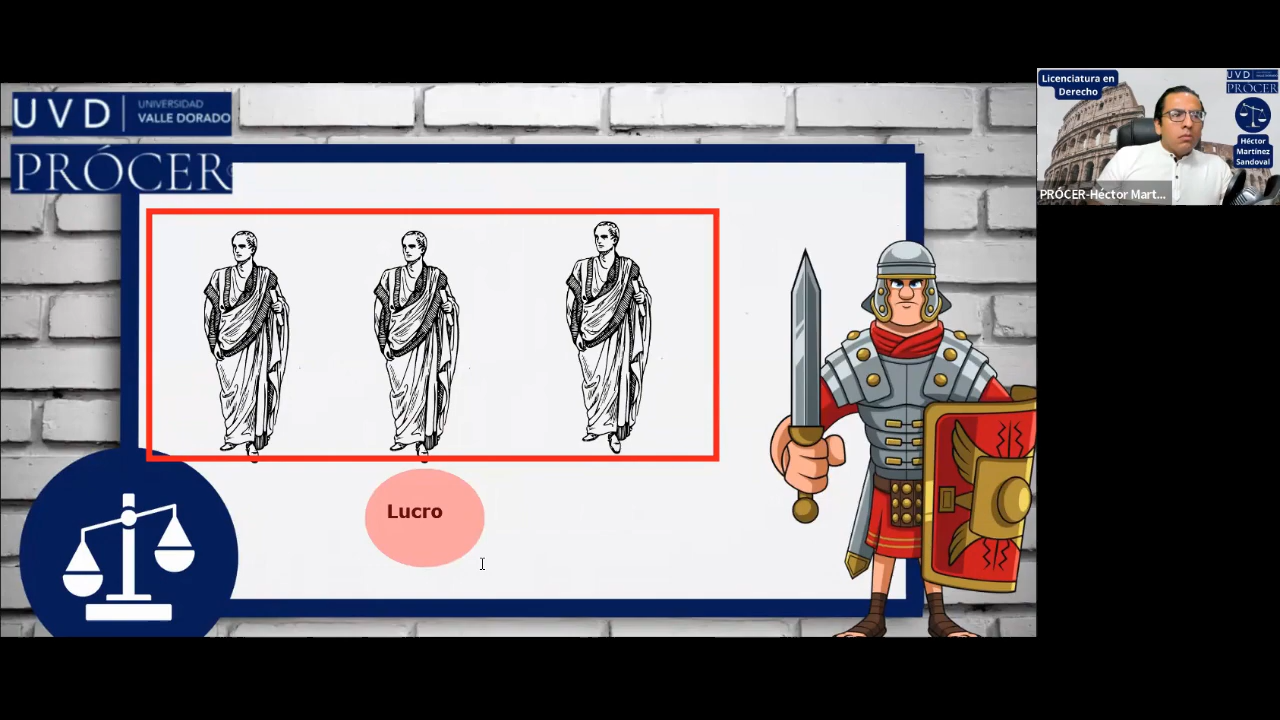 UVD
UNIVERSIDAD
VALLE DORADO
PRÓCER
Lucro
Licenciatura en
Derecho
UVD
PRÓCER
Héctor
Martínez
Sandoval
PRÓCER-Héctor Mart...